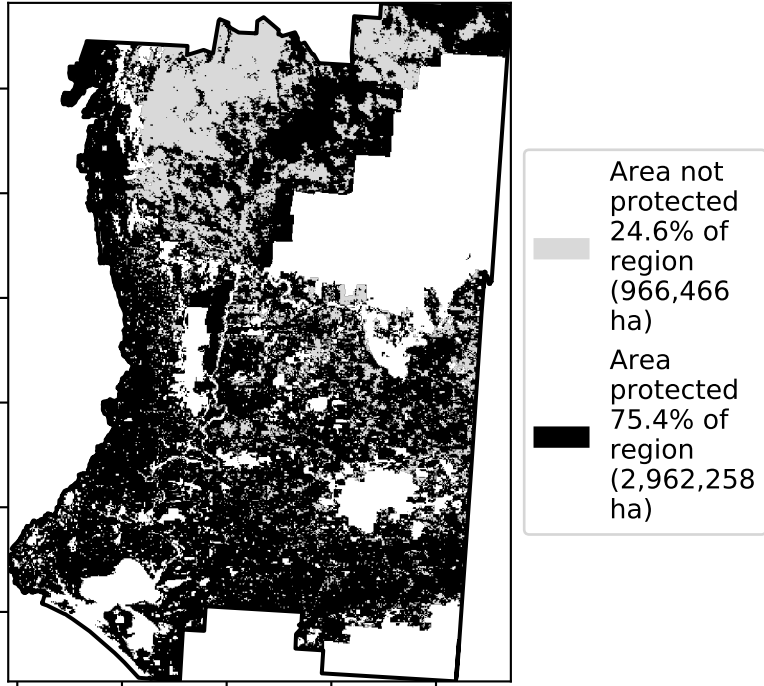 Area not
protected
24.6% of
region
(966,466
ha)
Area
protected
75.4% of
region
(2,962,258
ha)